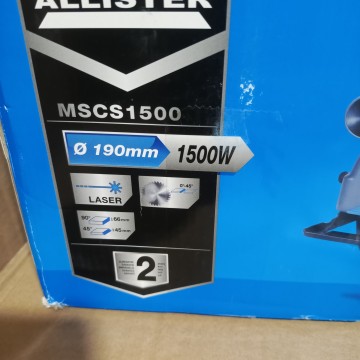 ALLISTER
MSCS1500
Ø 190mm 1500W
LASER
0°-45°
90° 66mm
45° 45mm
2